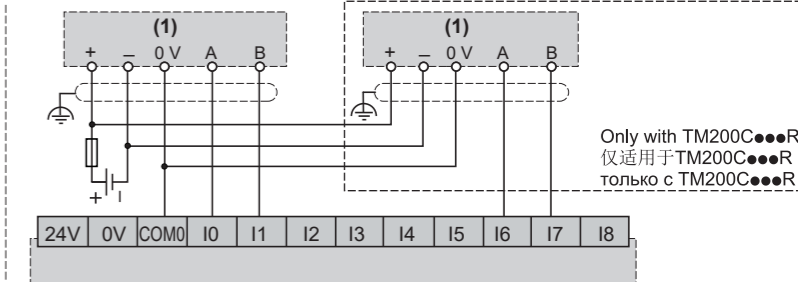 (1)
+ – 0 V A B
(1)
+ – 0 V A B
Only with TM200C●●●R
仅适用于TM200C●●●R
только с TM200C●●●R
+
24V 0V COM0 I0 I1 I2 I3 I4 I5 I6 I7 I8